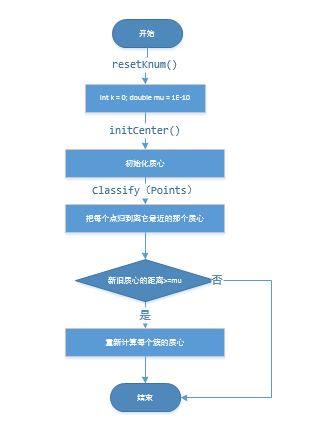 开始
resetKnum()
int k = 0; double mu = 1E-10
initCenter()
初始化质心
Classify（Points）
把每个点归到离它最近的那个质心
新旧质心的距离>=mu
否
是
重新计算每个簇的质心
结束